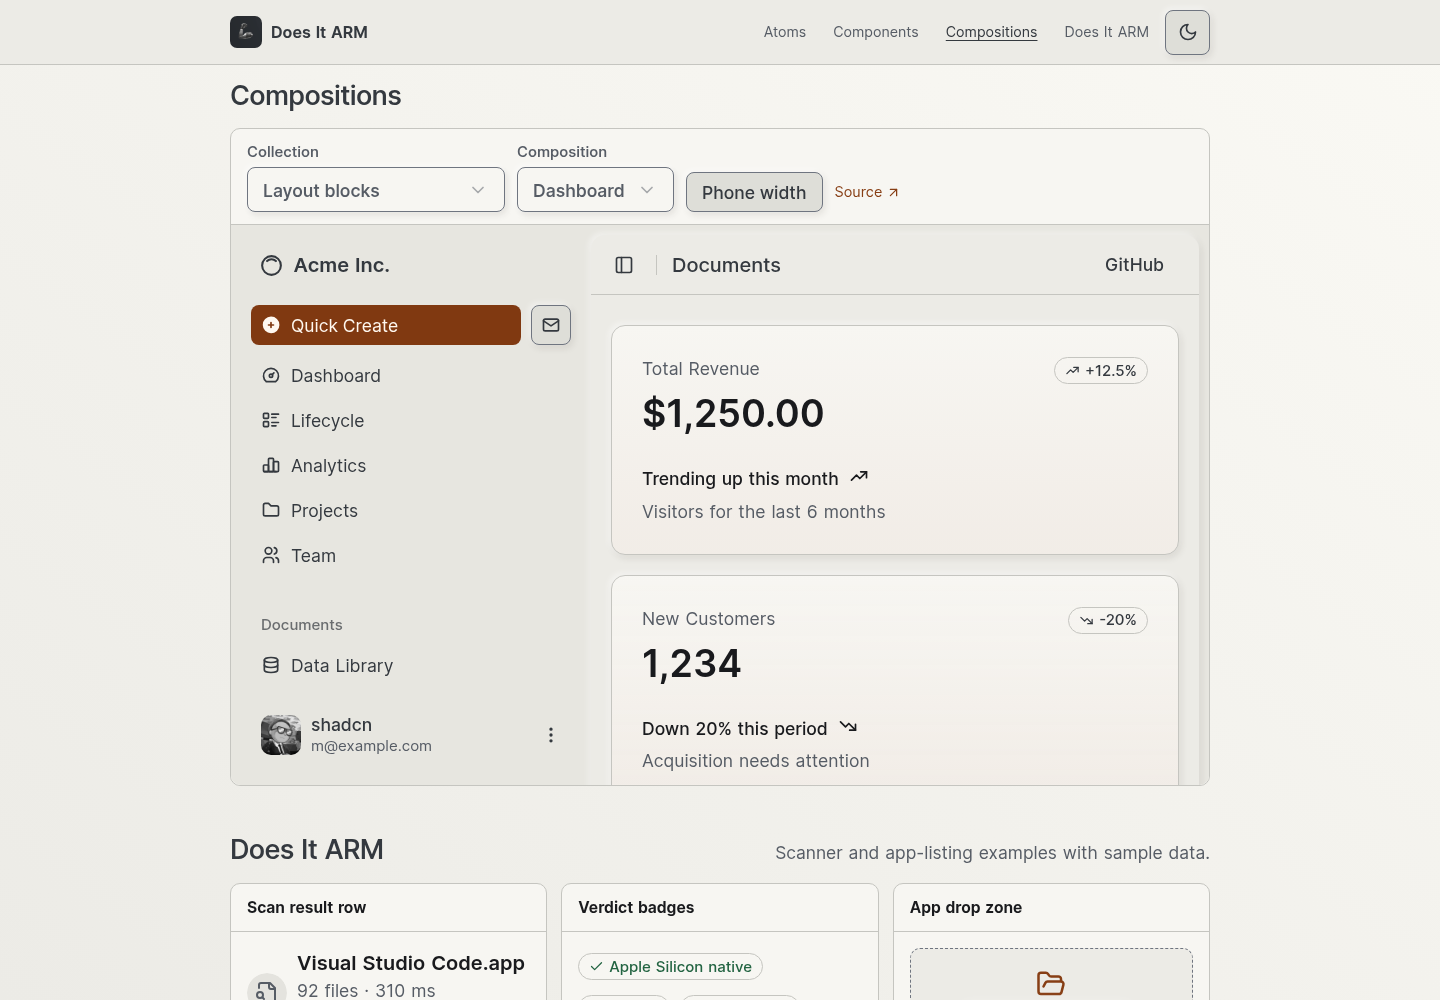 Does It ARM
Atoms
Components
Compositions
Does It ARM
Compositions
Collection
Composition
Layout blocks
Dashboard
Phone width
Source
Acme Inc.
Documents
GitHub
Quick Create
Dashboard
Lifecycle
Analytics
Projects
Team
Documents
Data Library
shadcn
m@example.com
Total Revenue
+12.5%
$1,250.00
Trending up this month
Visitors for the last 6 months
New Customers
-20%
1,234
Down 20% this period
Acquisition needs attention
Does It ARM
Scanner and app-listing examples with sample data.
Scan result row
Visual Studio Code.app
92 files · 310 ms
Verdict badges
Apple Silicon native
App drop zone